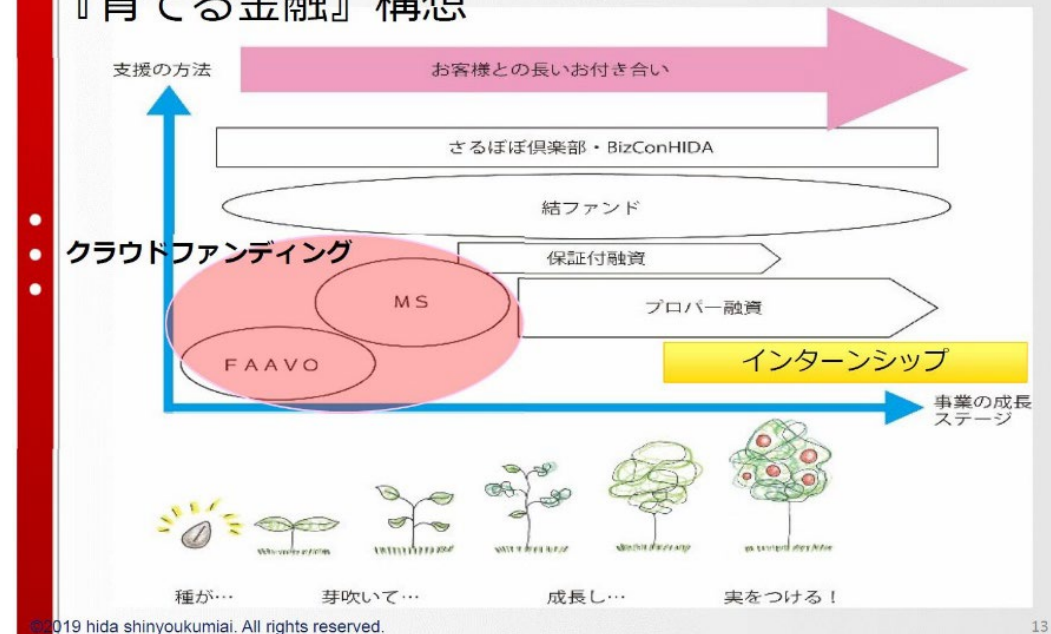 『育てる金融』構想
支援の方法
お客様との長いお付き合い
さるぼぼ倶楽部・BizConHIDA
結ファンド
クラウドファンディング
保証付融資
MS
プロパー融資
FAAVO
インターンシップ
事業の成長
ステージ
種が…
芽吹いて…
成長し…
実をつける！
©2019 hida shinyoukumiai. All rights reserved.
13